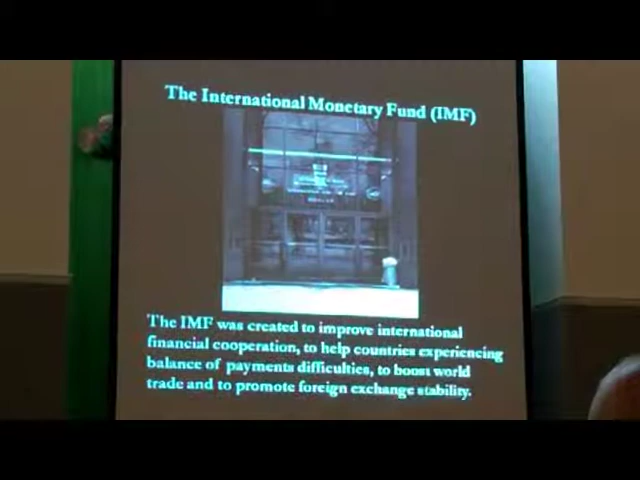 The International Monetary Fund (IMF)
The IMF was created to improve international
financial cooperation, to help countries experiencing
balance of payments difficulties, to boost world
trade and to promote foreign exchange stability.